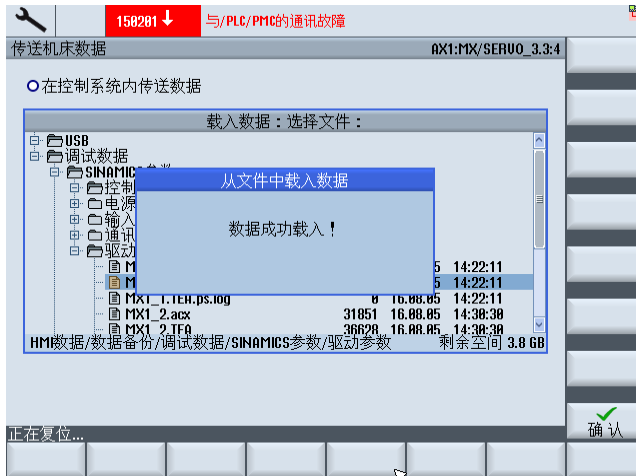 150201 与/PLC/PMC的通讯故障
传送机床数据 AX1:MX/SERVO_3.3:4
在控制系统内传送数据
载入数据：选择文件：
USB
调试数据
SINAMICS
控制
从文件中载入数据
电源
输入
数据成功载入！
通讯
驱动
5 14:22:11
5 14:22:11
MX1_1.TEA.ps.log 0 16.08.05 14:22:11
MX1_2.acx 31851 16.08.05 14:30:30
MX1_2.TEA 36628 16.08.05 14:30:30
HMI数据/数据备份/调试数据/SINAMICS参数/驱动参数 剩余空间 3.8 GB
正在复位...
确认